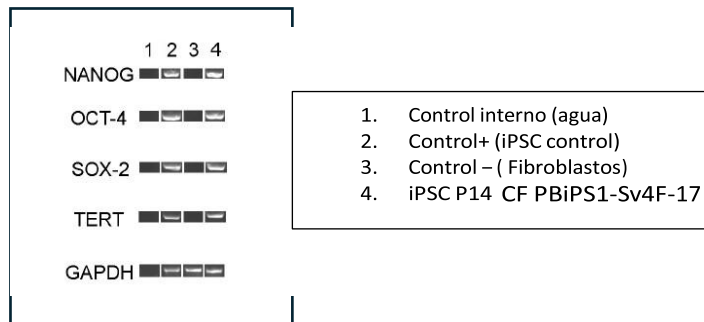 1 2 3 4
NANOG
OCT-4
SOX-2
TERT
GAPDH
1. Control interno (agua)
2. Control+ (iPSC control)
3. Control – ( Fibroblastos)
4. iPSC P14 CF PBiPS1-Sv4F-17